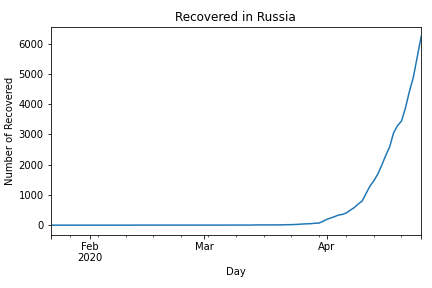 Recovered in Russia
Number of Recovered
6000
5000
4000
3000
2000
1000
0
Feb
2020
Mar
Apr
Day